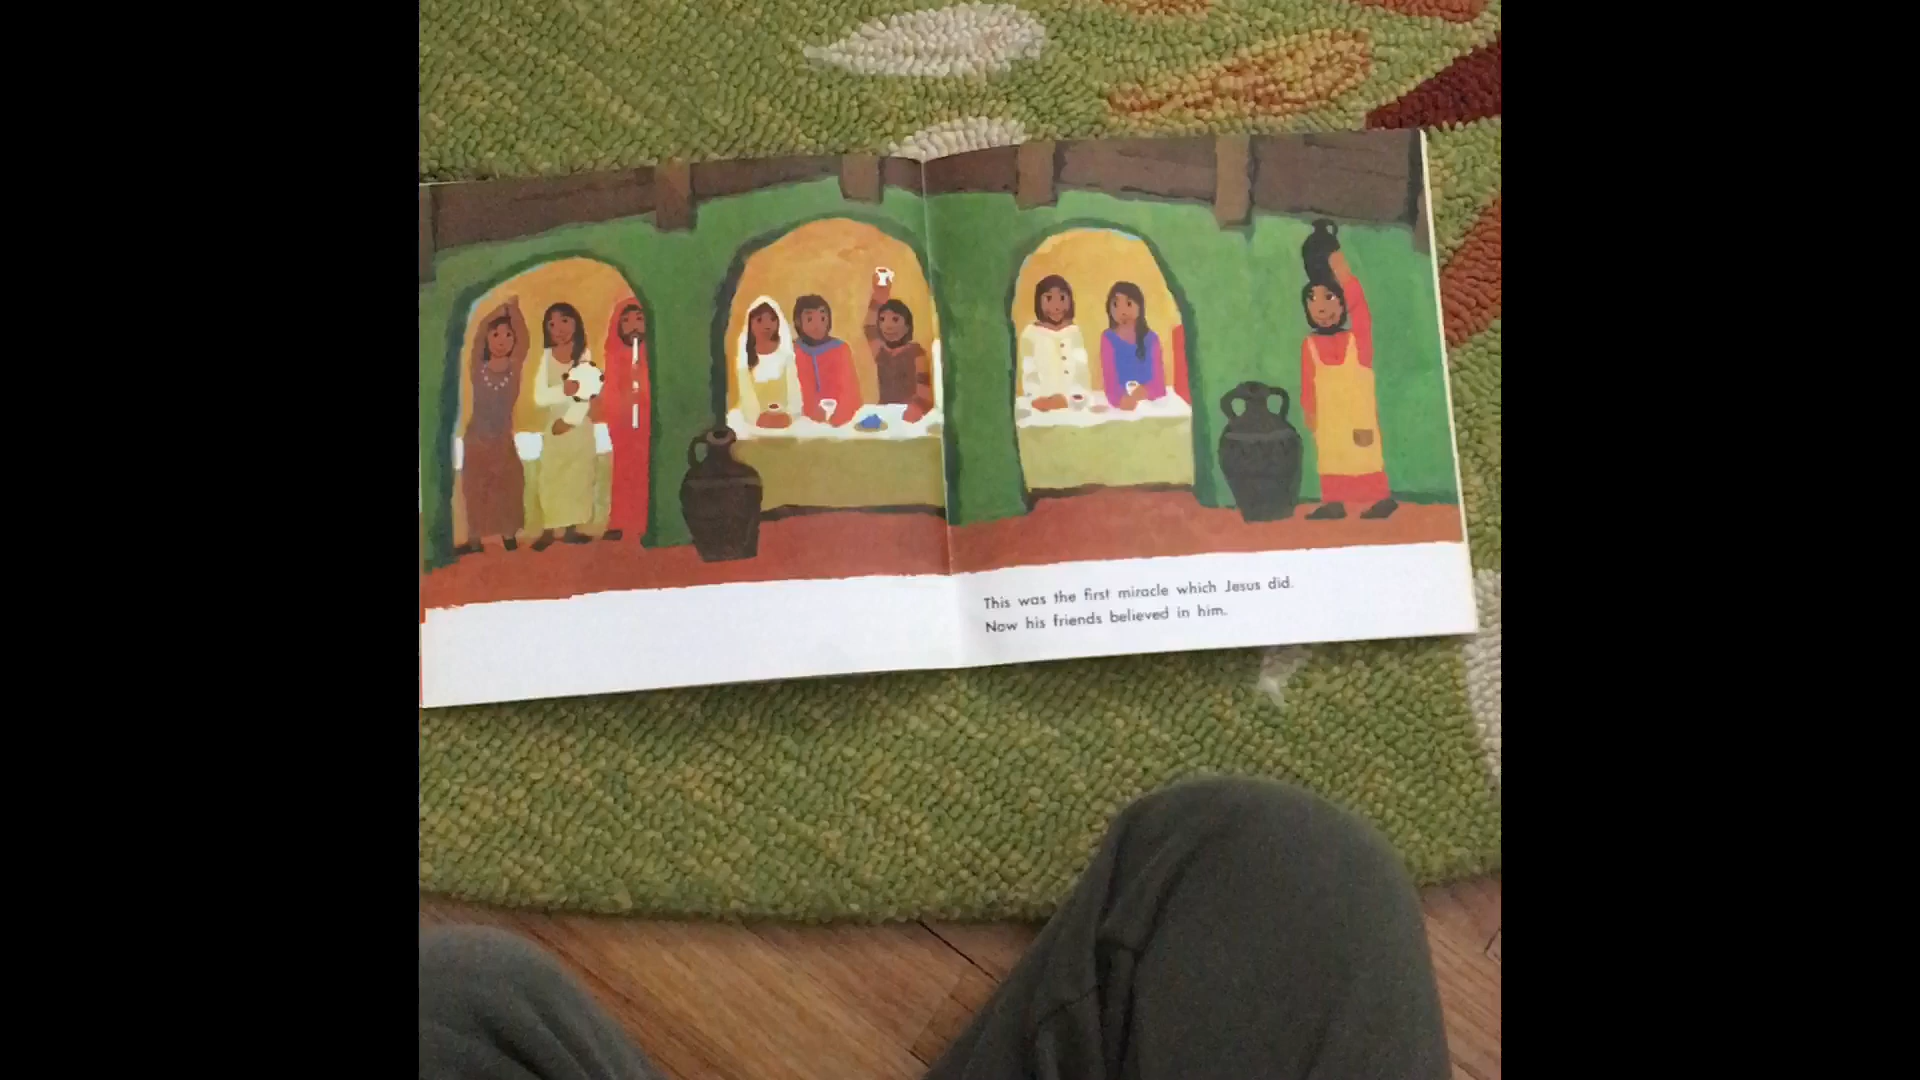 This was the first miracle which Jesus did.
Now his friends believed in him.